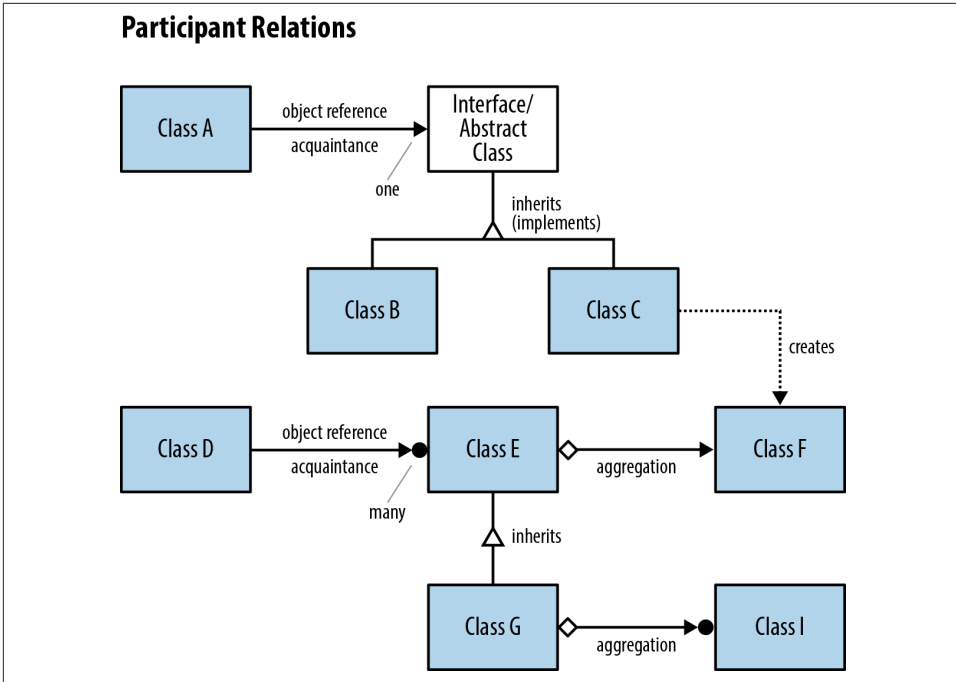 Participant Relations
Class A
object reference
acquaintance
one
Interface/
Abstract
Class
inherits
(implements)
Class B
Class C
creates
Class D
object reference
acquaintance
many
Class E
aggregation
Class F
inherits
Class G
aggregation
Class I